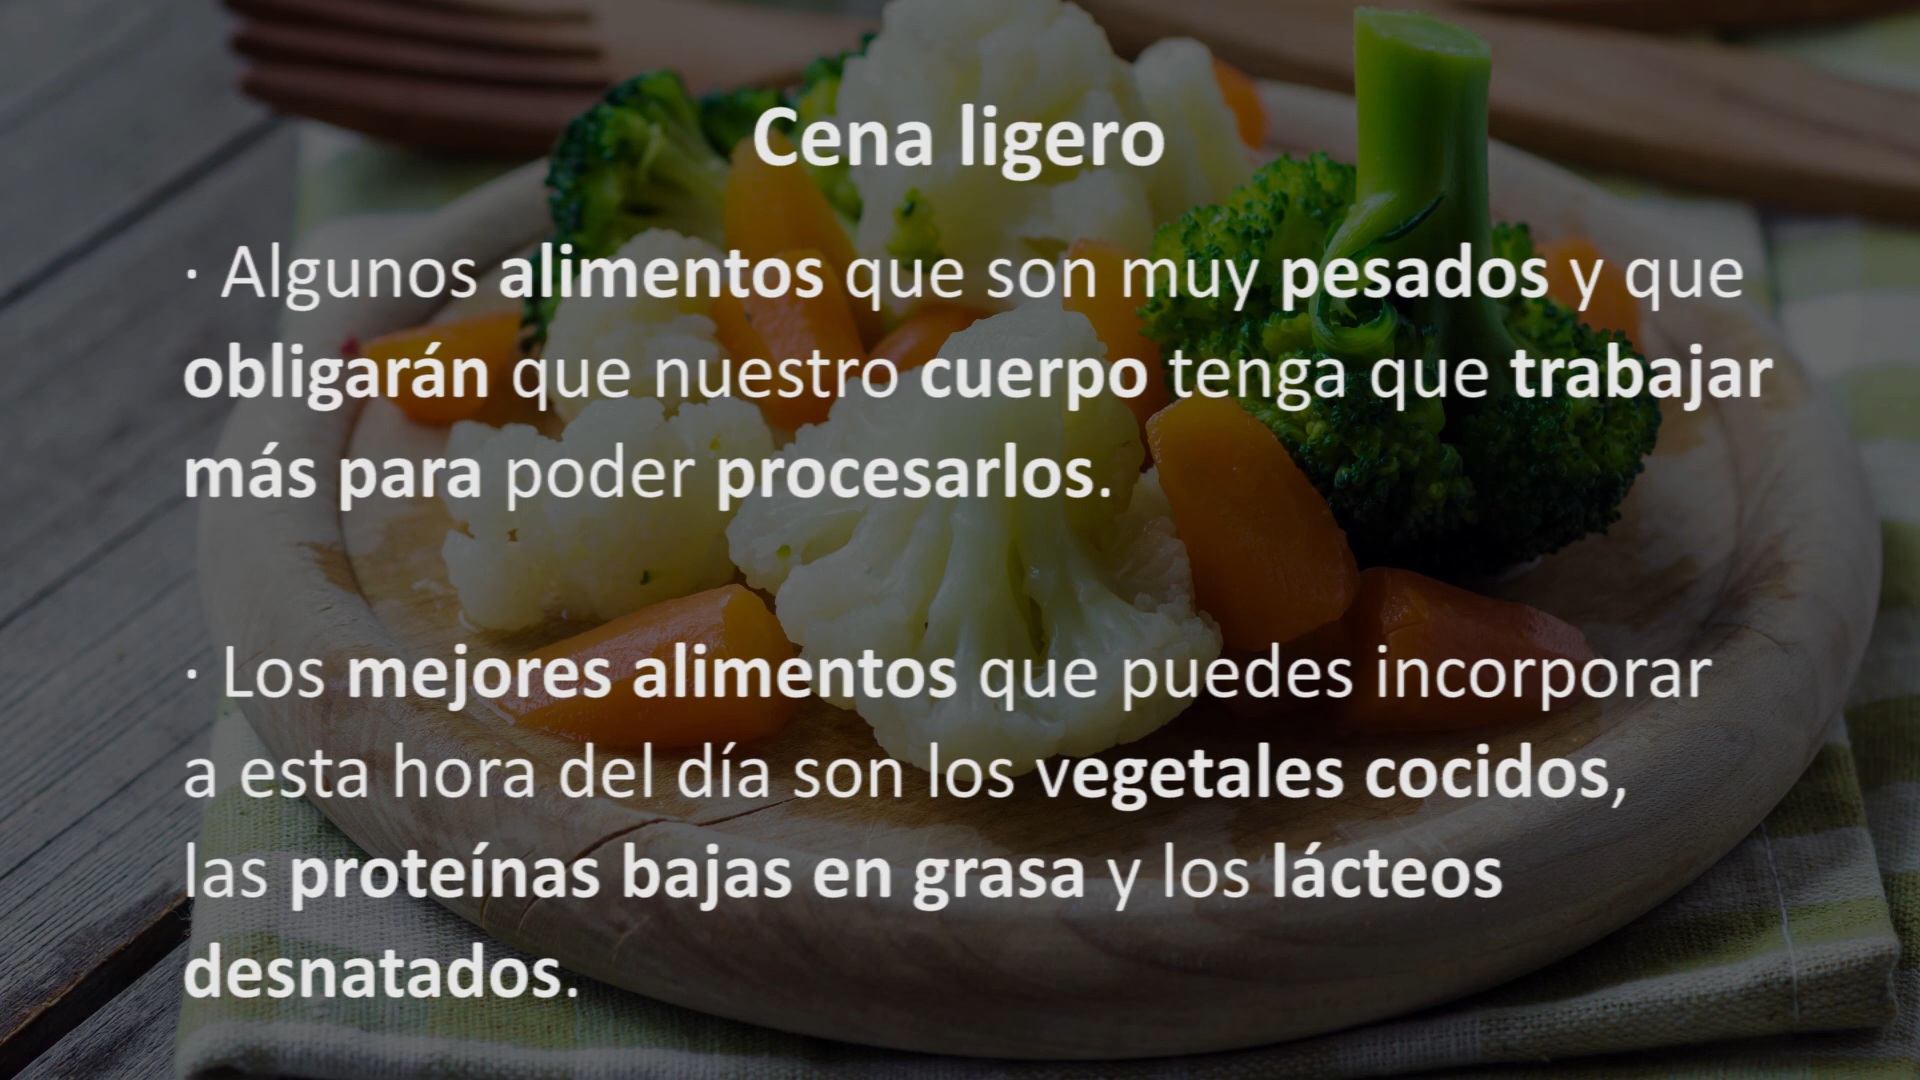 Cena ligero
· Algunos alimentos que son muy pesados y que
obligarán que nuestro cuerpo tenga que trabajar
más para poder procesarlos.
· Los mejores alimentos que puedes incorporar
a esta hora del día son los vegetales cocidos,
las proteínas bajas en grasa y los lácteos
desnatados.